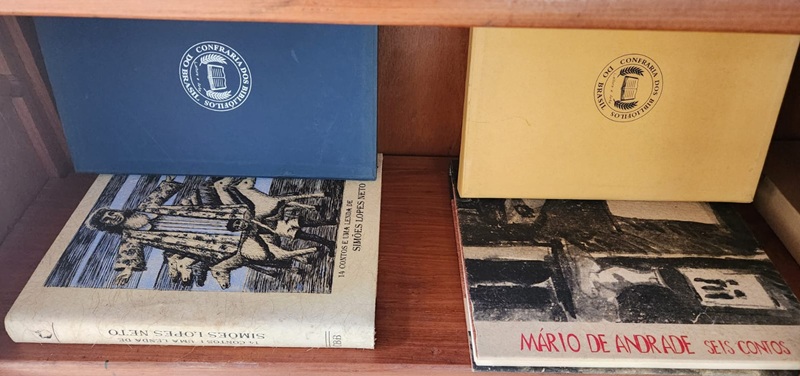 CONFRARIA DOS BIBLIÓFILOS DO BRASIL
CONFRARIA DOS BIBLIÓFILOS DO BRASIL
14 CONTOS E UMA LENDA DE
SIMÕES LOPES NETO
CONTOS E UMA LENDA DE
SIMÕES LOPES NETO
MÁRIO DE ANDRADE SEIS CONTOS